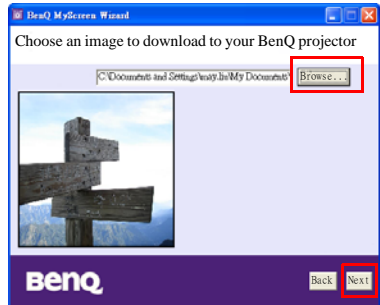 BenQ MyScreen Wizard
Choose an image to download to your BenQ projector
C:\Documents and Settings\may.liu\My Documents\
Browse...
BenQ
Back Next